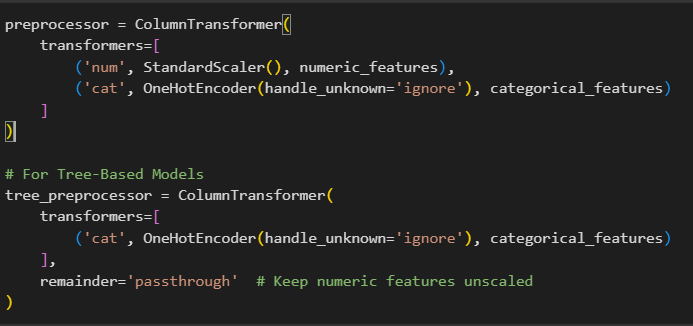 preprocessor = ColumnTransformer(
    transformers=[
        ('num', StandardScaler(), numeric_features),
        ('cat', OneHotEncoder(handle_unknown='ignore'), categorical_features)
    ]
)
# For Tree-Based Models
tree_preprocessor = ColumnTransformer(
    transformers=[
        ('cat', OneHotEncoder(handle_unknown='ignore'), categorical_features)
    ],
    remainder='passthrough'  # Keep numeric features unscaled
)